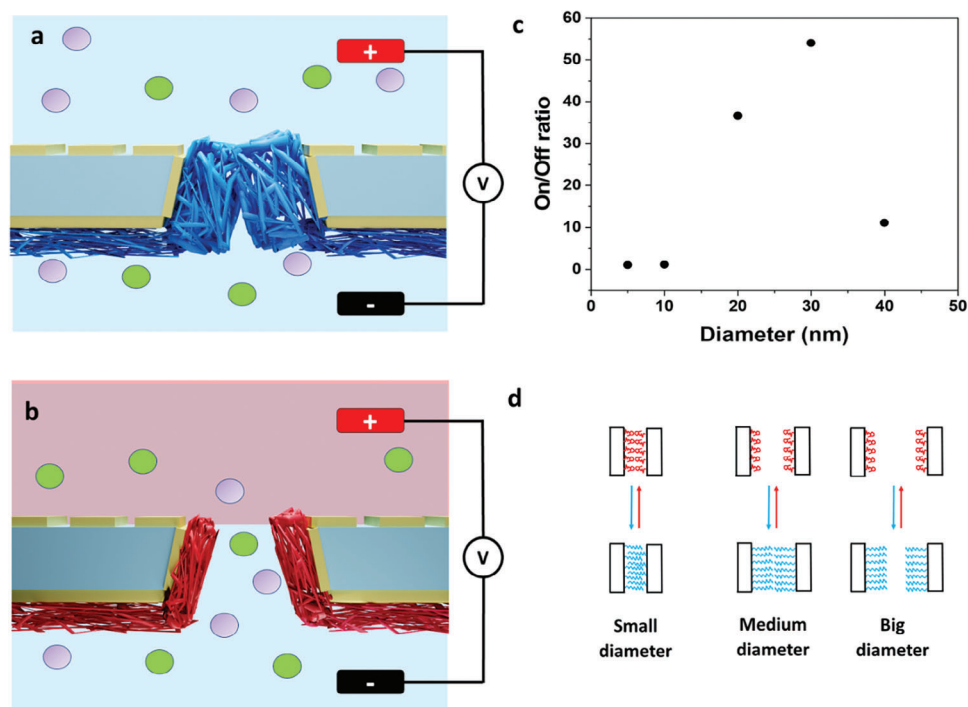 a
+
V
-
c
On/Off ratio
60
50
40
30
20
10
0
0 10 20 30 40 50
Diameter (nm)
b
+
V
-
d
Small diameter
Medium diameter
Big diameter